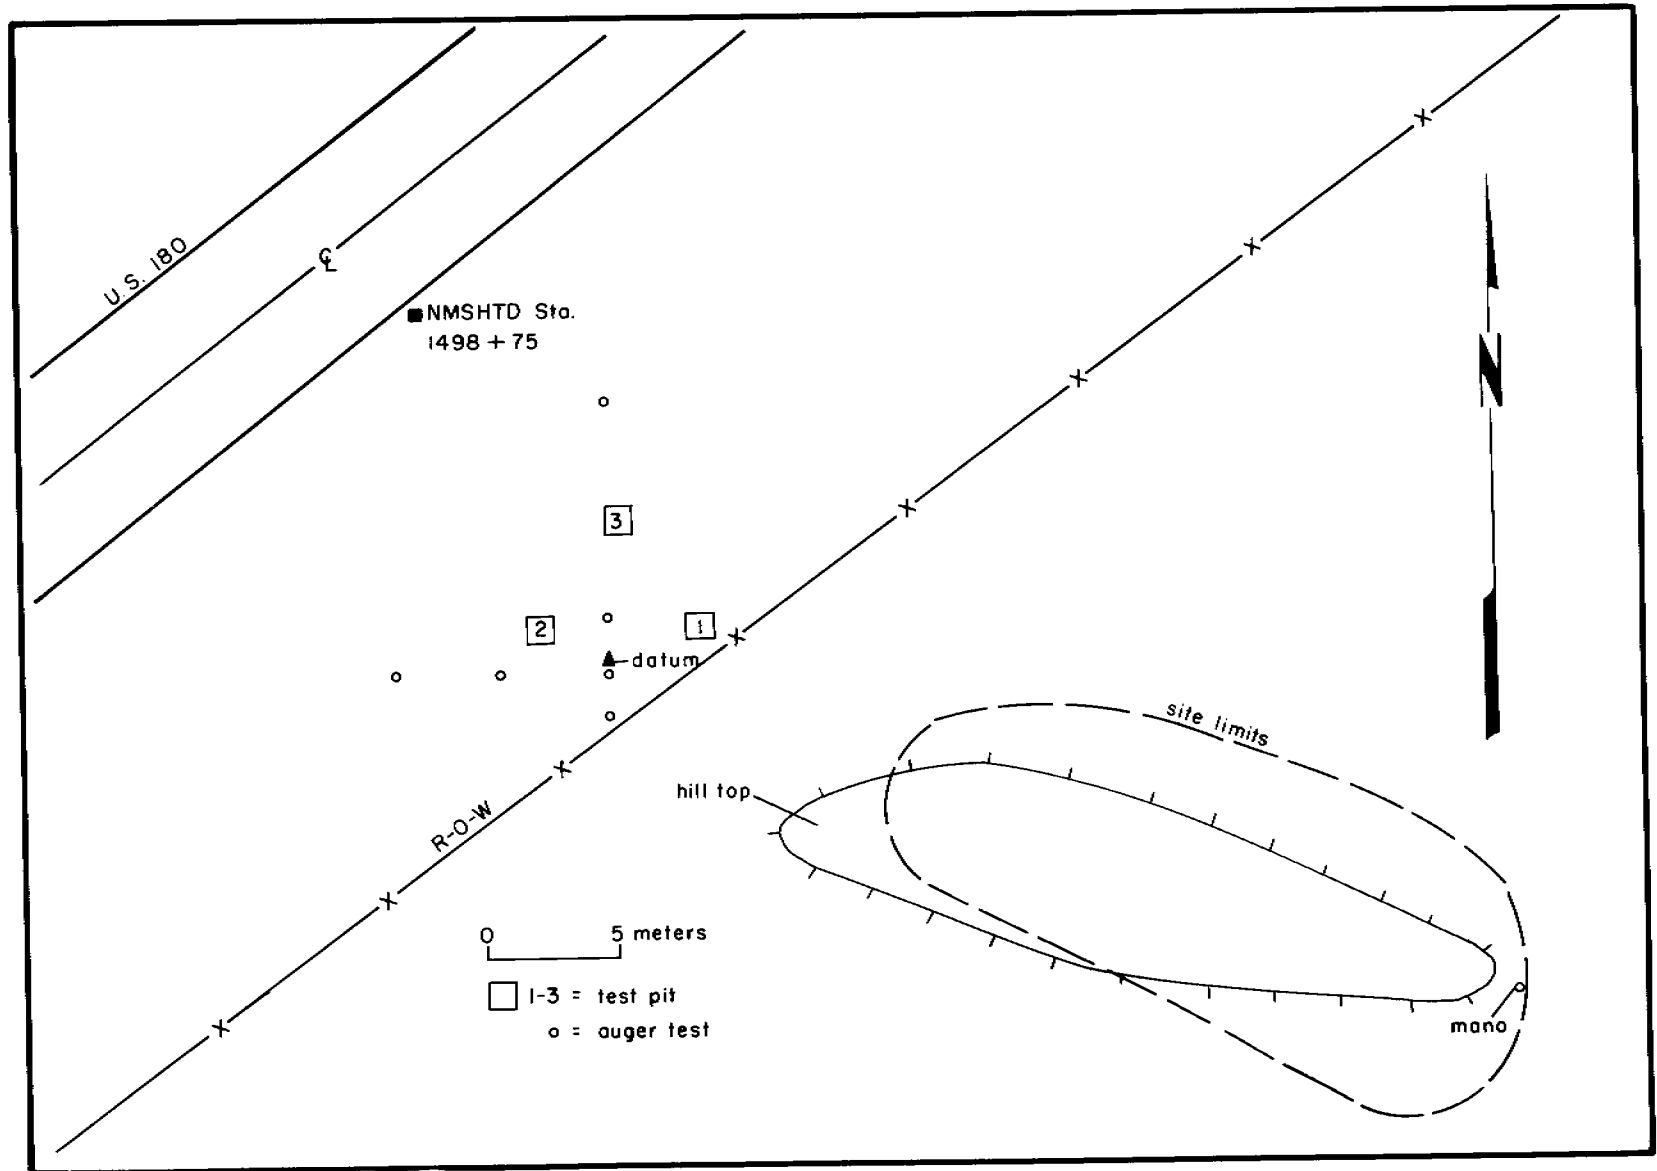 U.S. 180
℄
NMSHTD Sta.
1498 + 75
N
3
2
1
datum
site limits
hill top
R-O-W
0 5 meters
1-3 = test pit
o = auger test
mano